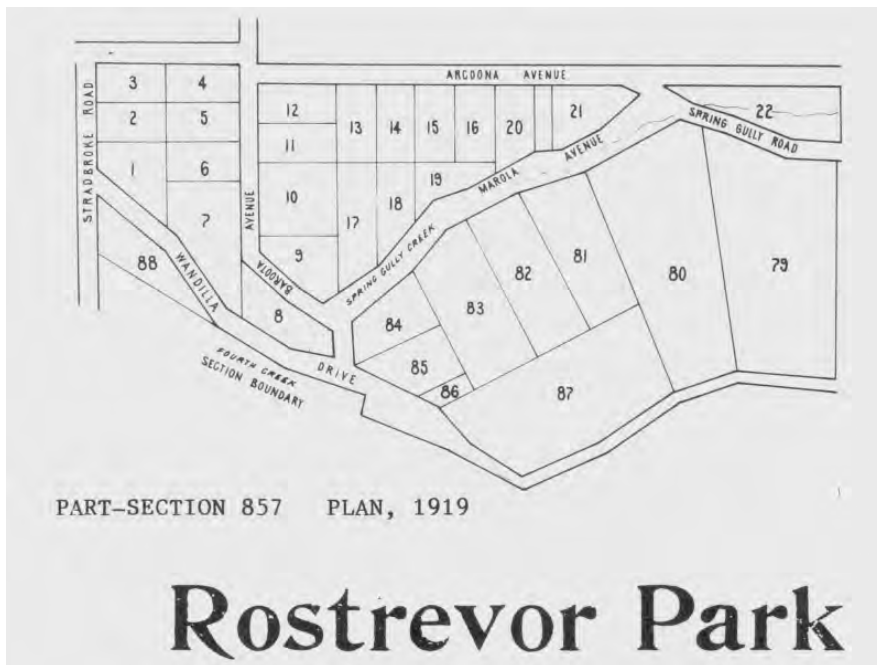 ARCOONA AVENUE
3
4
12
13
14
15
16
20
21
22
SPRING GULLY ROAD
STRADBROKE ROAD
2
5
11
1
6
19
MAROLA AVENUE
7
AVENUE
BAROOTA
10
17
18
9
SPRING GULLY CREEK
88
WANDILLA
DRIVE
8
84
83
82
81
80
79
85
86
87
FOURTH CREEK
SECTION BOUNDARY
PART-SECTION 857 PLAN, 1919
Rostrevor Park